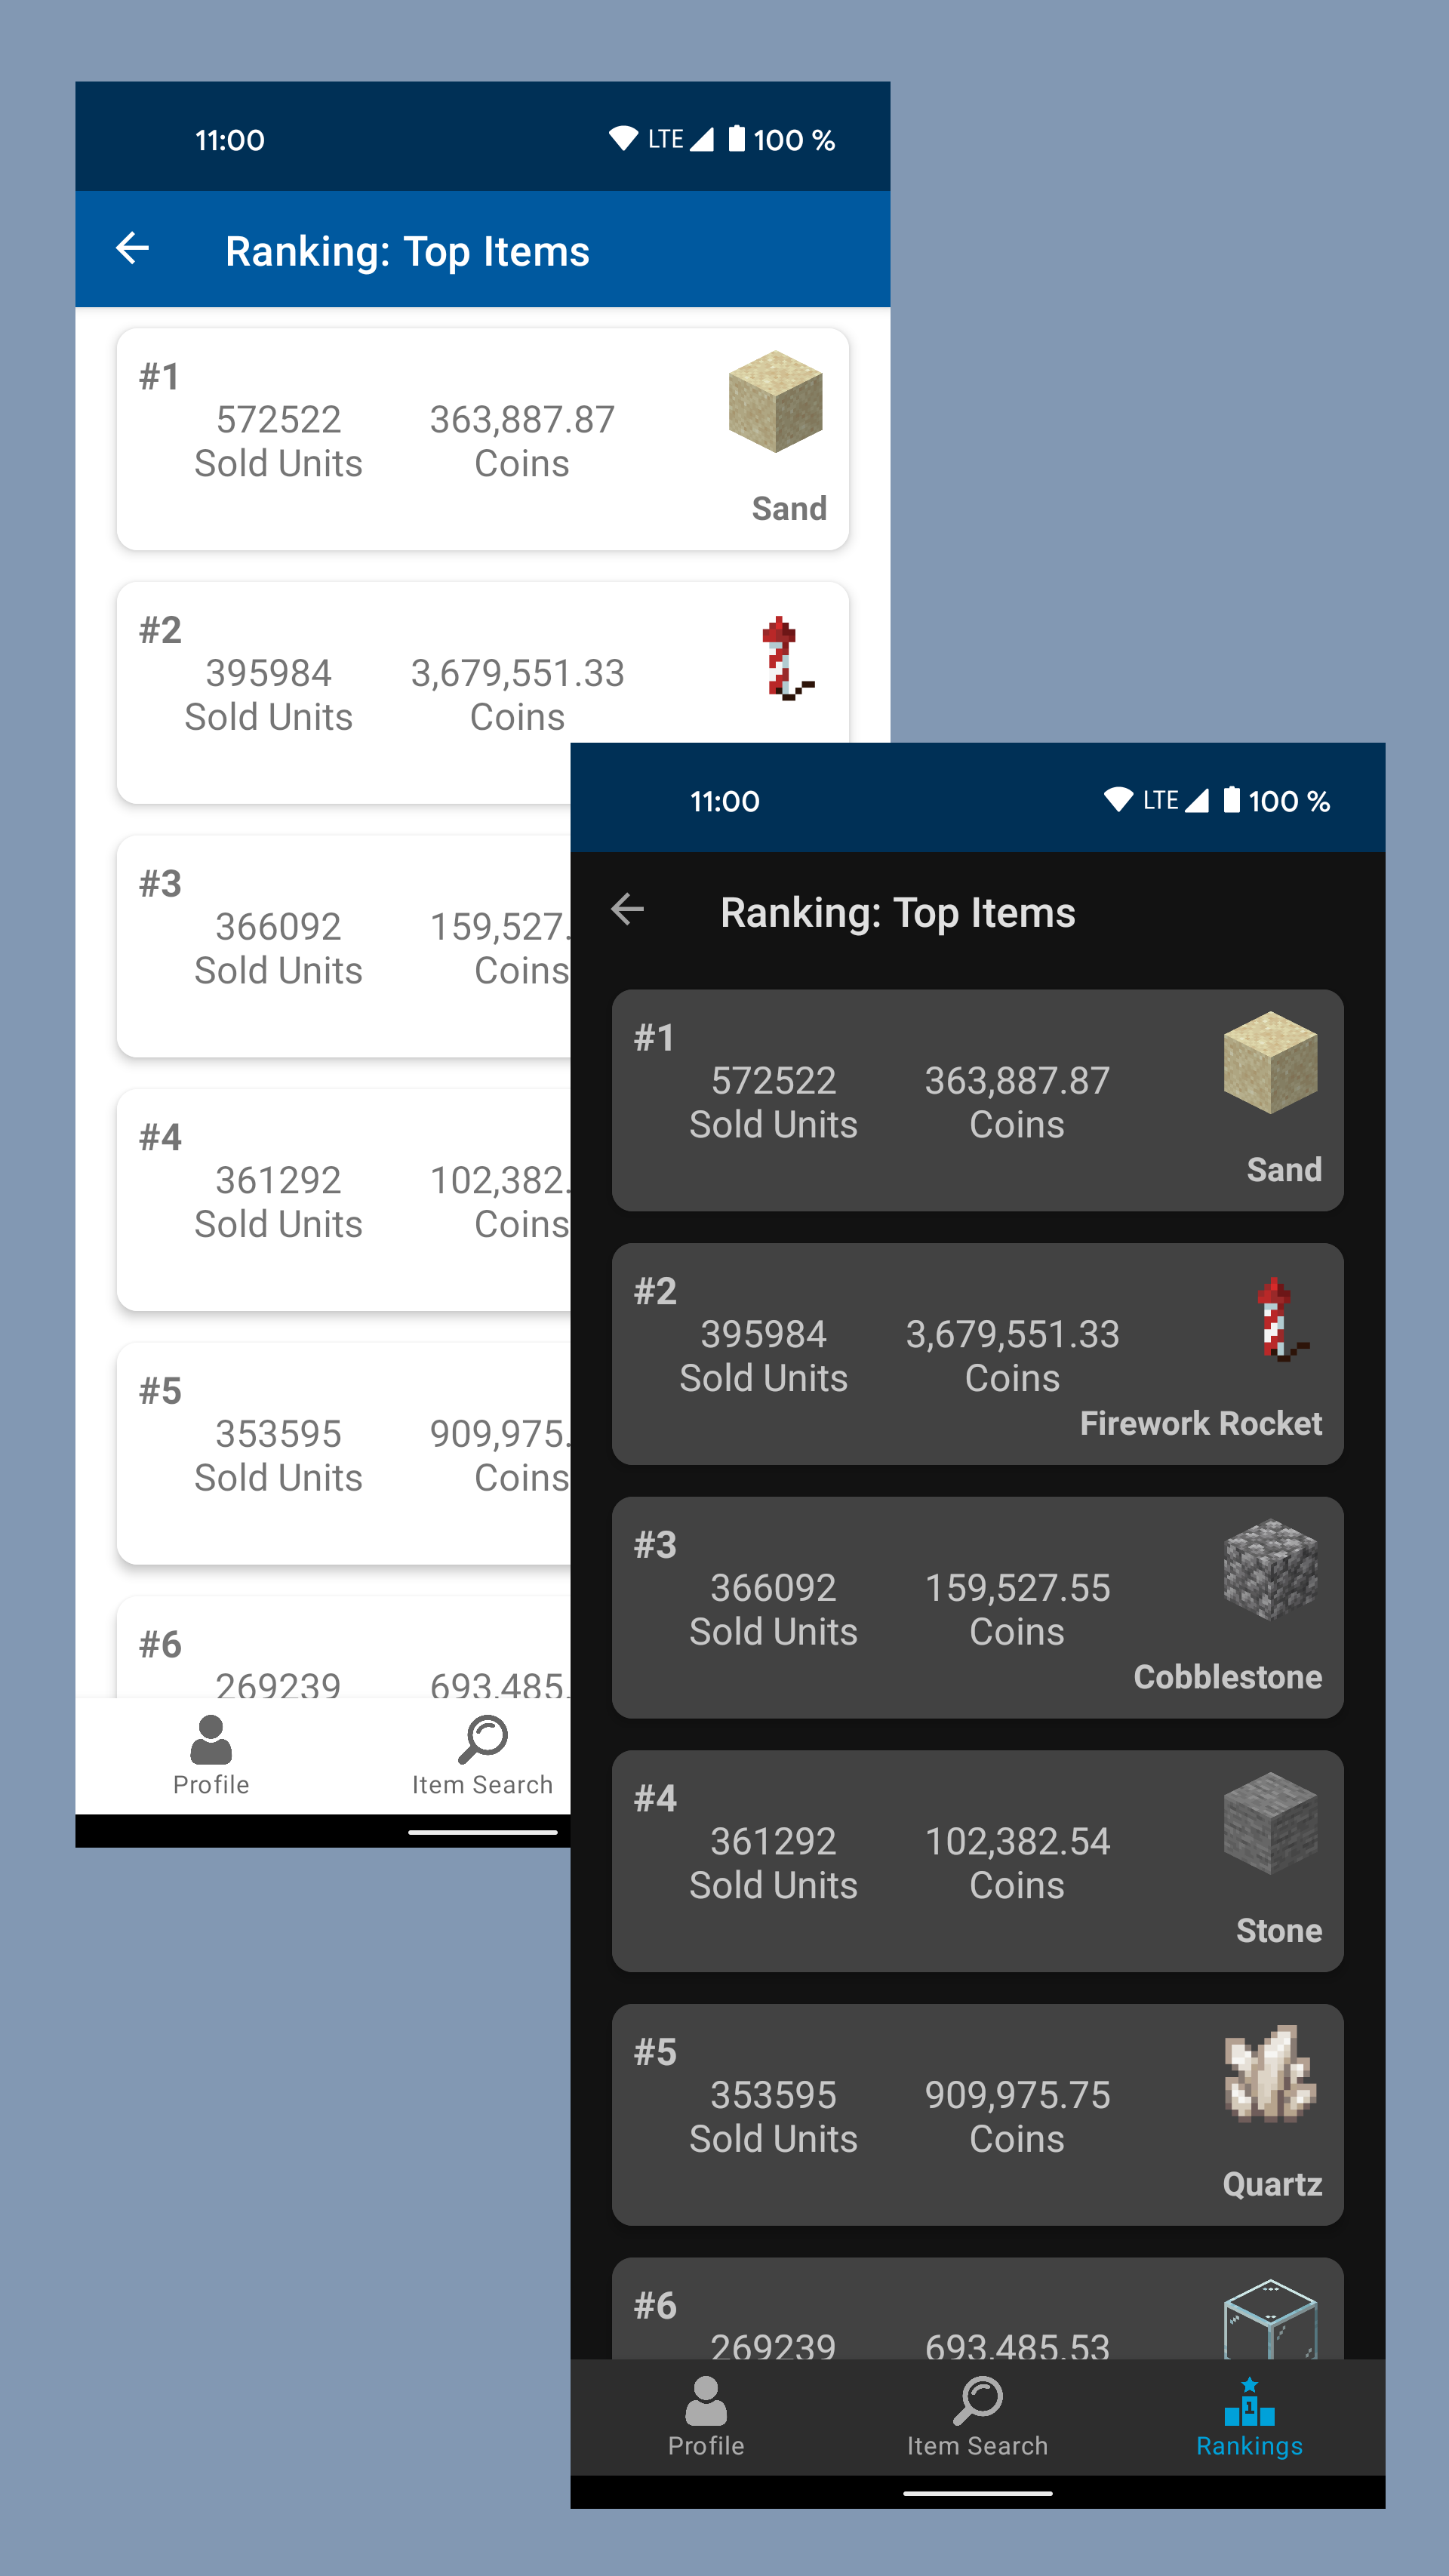 11:00 LTE 100 %
Ranking: Top Items
#1
572522 363,887.87
Sold Units Coins
Sand
#2
395984 3,679,551.33
Sold Units Coins
#3
366092 159,527.
Sold Units Coins
#4
361292 102,382.
Sold Units Coins
#5
353595 909,975.
Sold Units Coins
#6
269239 693,485.
Profile Item Search
11:00 LTE 100 %
Ranking: Top Items
#1
572522 363,887.87
Sold Units Coins
Sand
#2
395984 3,679,551.33
Sold Units Coins
Firework Rocket
#3
366092 159,527.55
Sold Units Coins
Cobblestone
#4
361292 102,382.54
Sold Units Coins
Stone
#5
353595 909,975.75
Sold Units Coins
Quartz
#6
269239 693,485.53
1
Profile Item Search Rankings